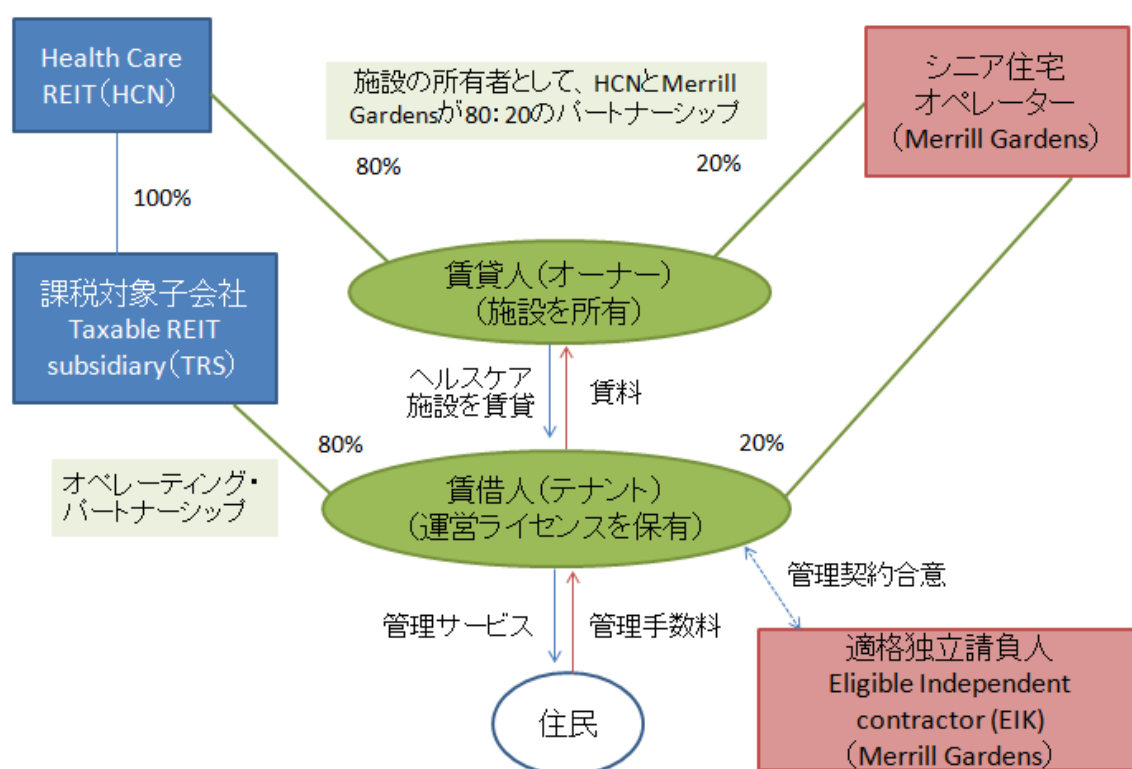 Health Care
REIT(HCN)
施設の所有者として、HCNとMerrill
Gardensが80：20のパートナーシップ
シニア住宅
オペレーター
（Merrill Gardens）
80%
20%
100%
課税対象子会社
Taxable REIT
subsidiary(TRS)
賃貸人(オーナー)
(施設を所有)
ヘルスケア
施設を賃貸
賃料
80%
20%
オペレーティング・
パートナーシップ
賃借人(テナント)
(運営ライセンスを保有)
管理契約合意
管理サービス
管理手数料
住民
適格独立請負人
Eligible Independent
contractor (EIK)
（Merrill Gardens）